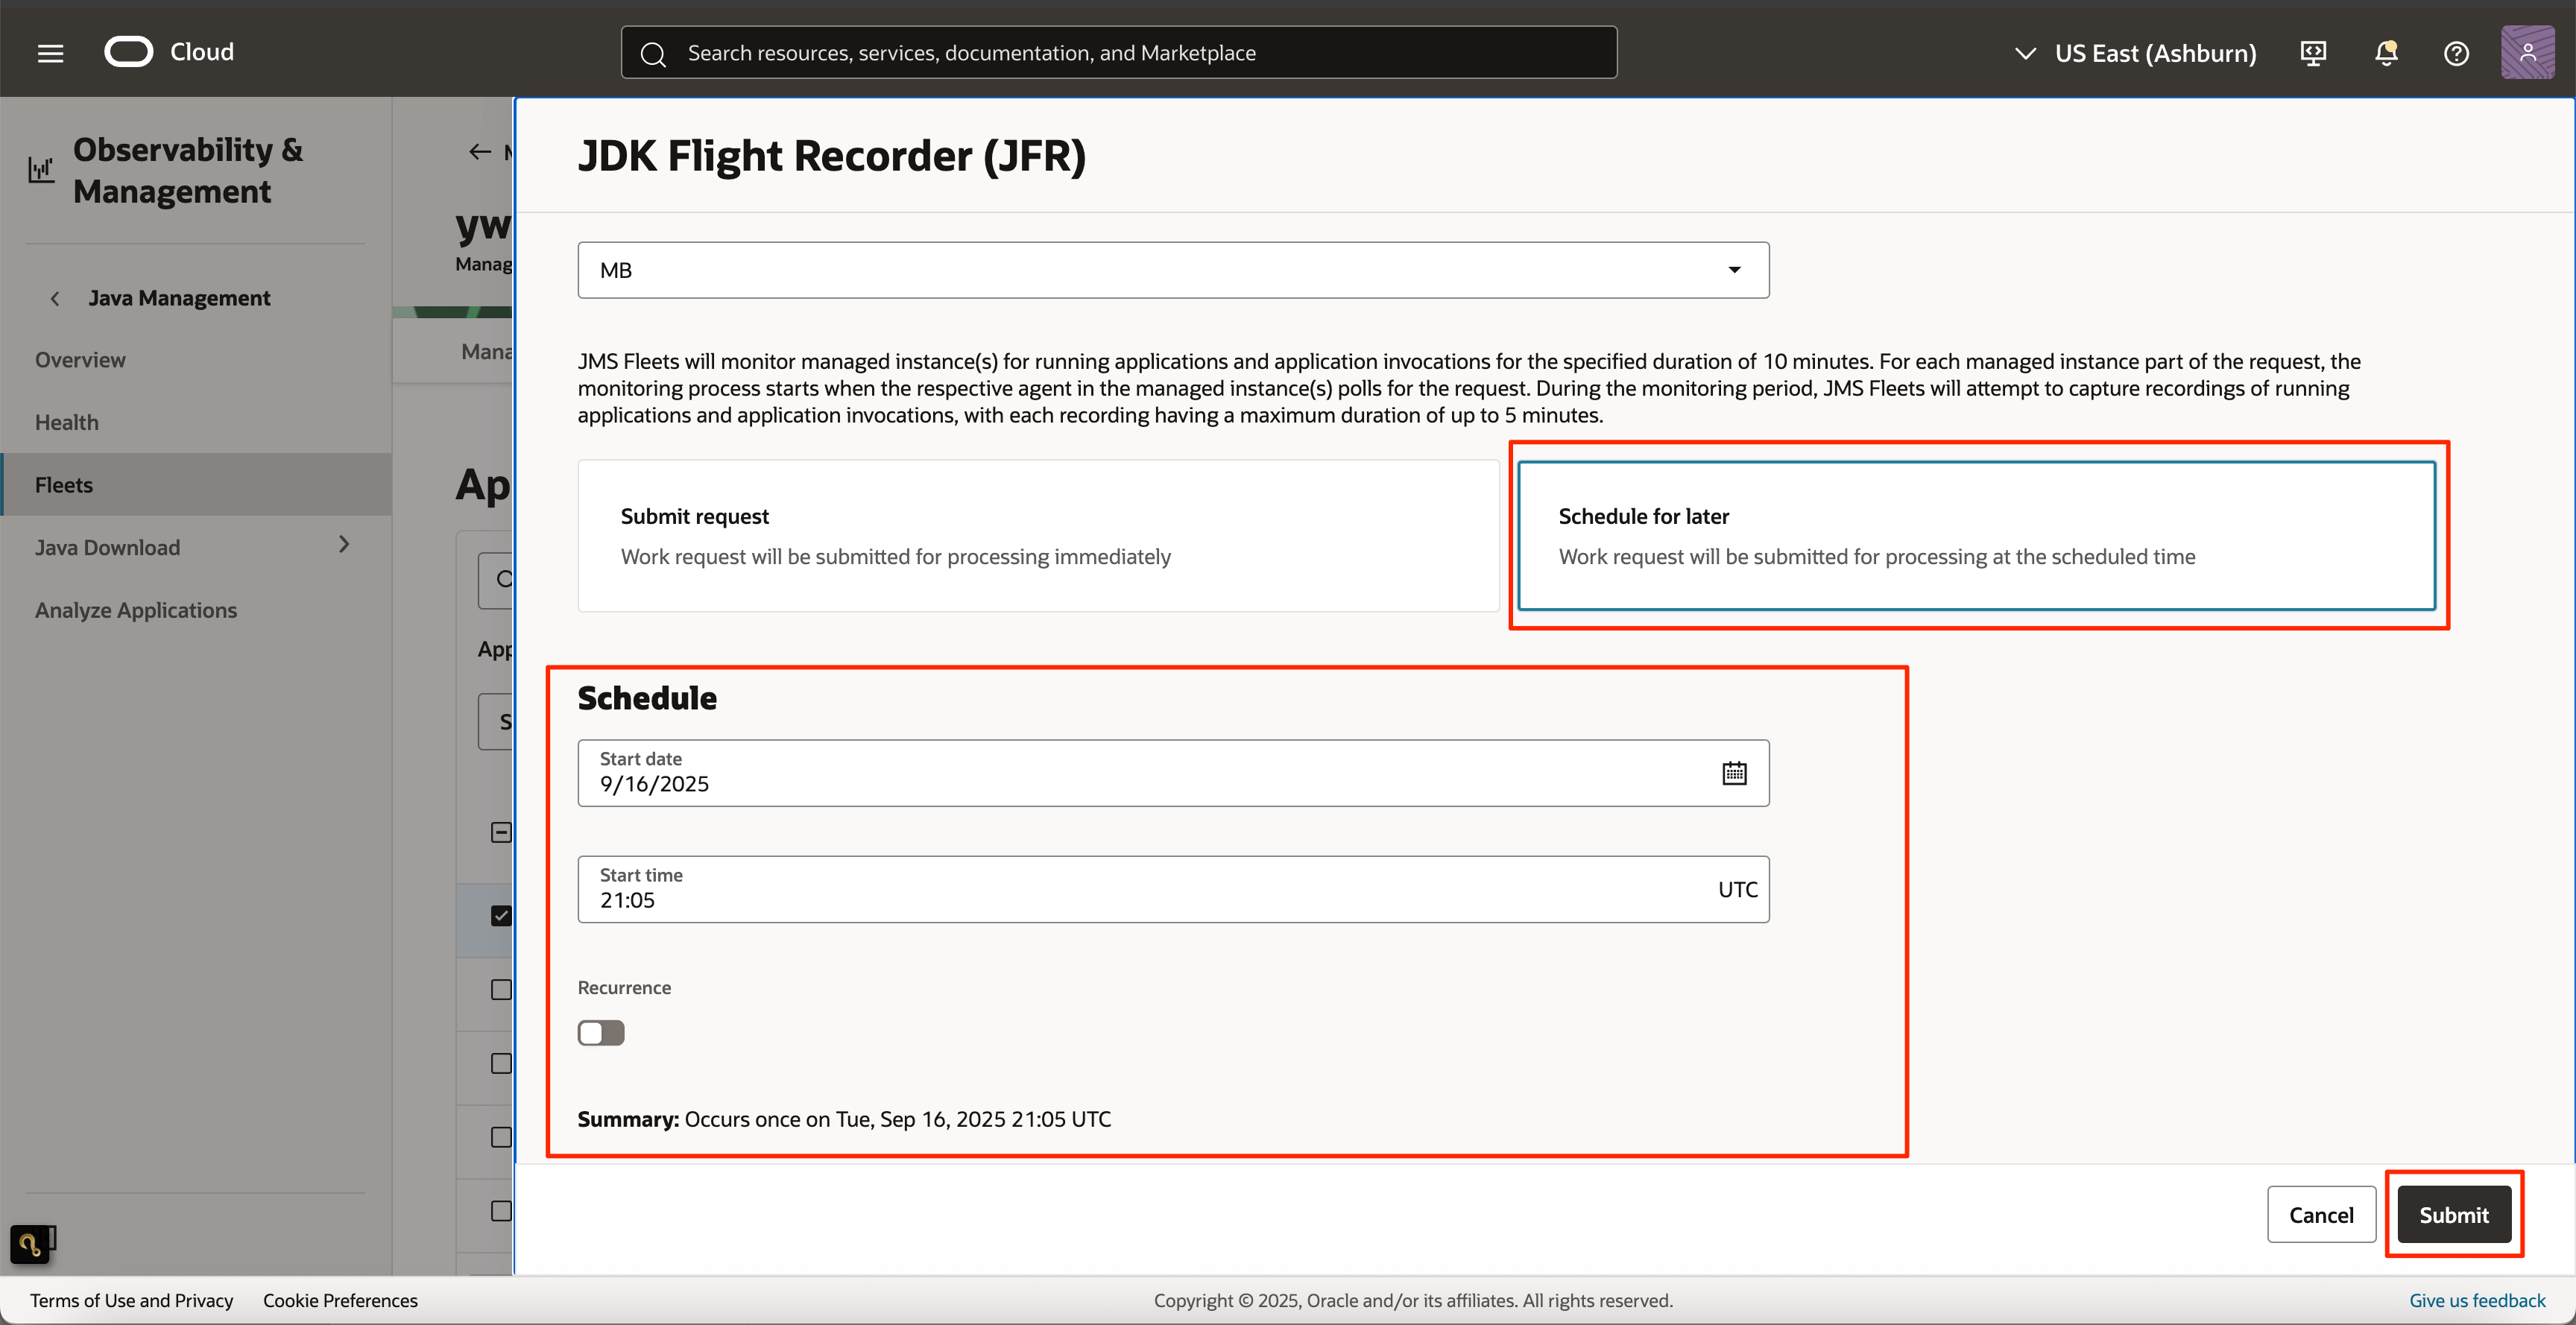 Cloud
Search resources, services, documentation, and Marketplace
US East (Ashburn)
Observability &
Management
Java Management
Overview
Health
Fleets
Java Download
Analyze Applications
yw
Manag
Mana
Ap
App
S
JDK Flight Recorder (JFR)
MB
JMS Fleets will monitor managed instance(s) for running applications and application invocations for the specified duration of 10 minutes. For each managed instance part of the request, the
monitoring process starts when the respective agent in the managed instance(s) polls for the request. During the monitoring period, JMS Fleets will attempt to capture recordings of running
applications and application invocations, with each recording having a maximum duration of up to 5 minutes.
Submit request
Work request will be submitted for processing immediately
Schedule for later
Work request will be submitted for processing at the scheduled time
Schedule
Start date
9/16/2025
Start time
21:05
UTC
Recurrence
Summary: Occurs once on Tue, Sep 16, 2025 21:05 UTC
Cancel
Submit
Terms of Use and Privacy
Cookie Preferences
Copyright © 2025, Oracle and/or its affiliates. All rights reserved.
Give us feedback